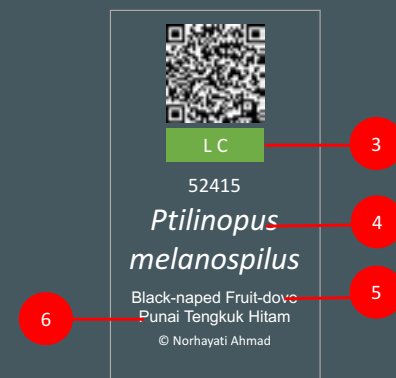 L C
3
52415
Ptilinopus
4
melanospilus
Black-naped Fruit-dove
5
Punai Tengkuk Hitam
6
© Norhayati Ahmad